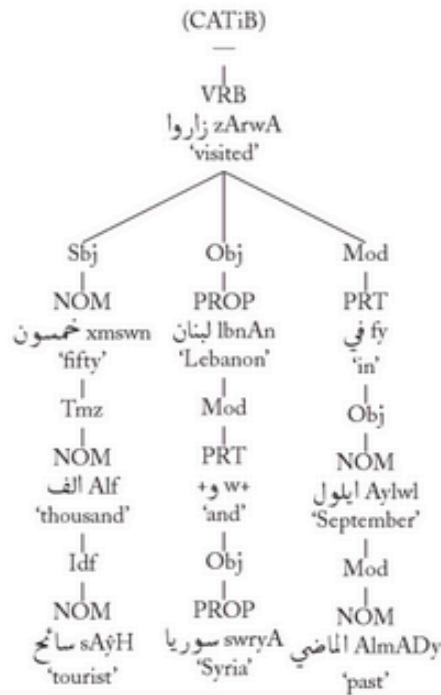 (CATiB)
—
VRB
زاروا zArwA
‘visited’
Sbj Obj Mod
NOM PROP PRT
خمسون xmswn لبنان lbnAn في fy
‘fifty’ ‘Lebanon’ ‘in’
Tmz Mod Obj
NOM PRT NOM
الف Alf و+ w+ ايلول Aylwl
‘thousand’ ‘and’ ‘September’
Idf Obj Mod
NOM PROP NOM
سائح sAŷH سوريا swryA الماضي AlmADy
‘tourist’ ‘Syria’ ‘past’